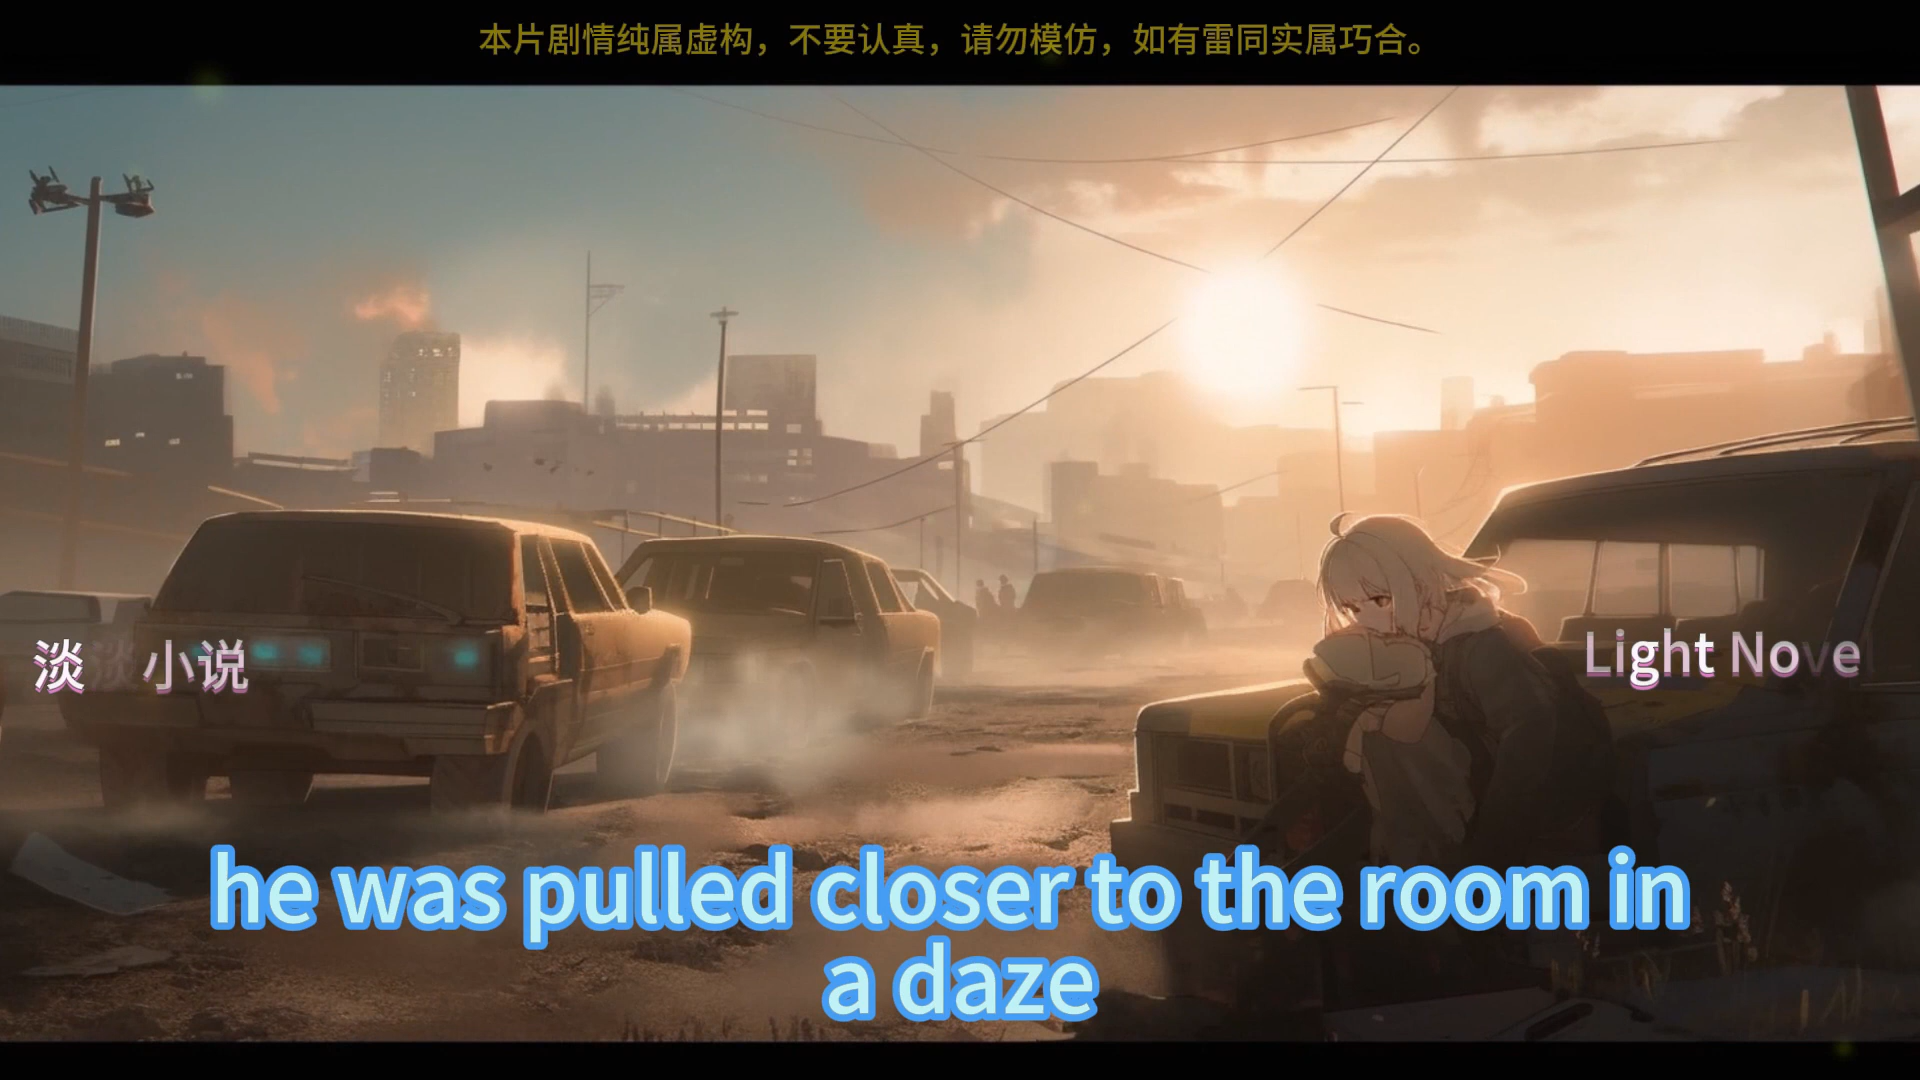 本片剧情纯属虚构，不要认真，请勿模仿，如有雷同实属巧合。
淡淡小说
Light Nove
he was pulled closer to the room in
a daze